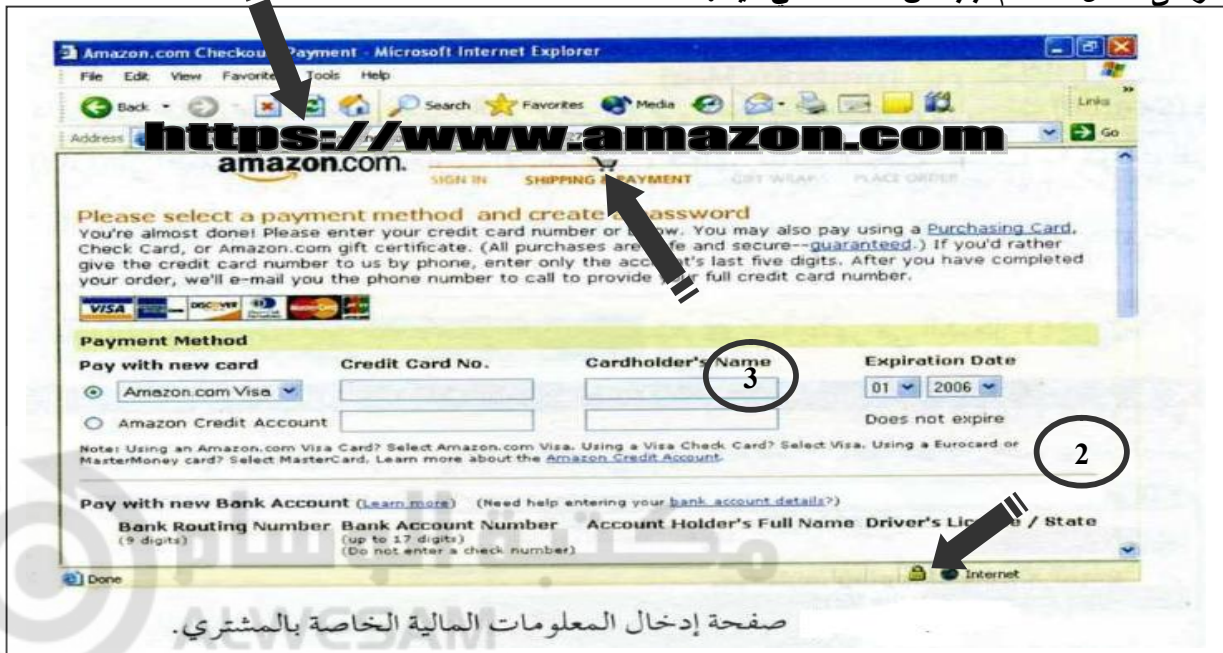 Amazon.com Checkout Payment - Microsoft Internet Explorer
File Edit View Favorites Tools Help
Back Search Favorites Media Links
Address https://www.amazon.com Go
amazon.com.
SIGN IN SHIPPING & PAYMENT GIFT WRAP PLACE ORDER
Please select a payment method and create a password
You're almost done! Please enter your credit card number below. You may also pay using a Purchasing Card,
Check Card, or Amazon.com gift certificate. (All purchases are safe and secure--guaranteed.) If you'd rather
give the credit card number to us by phone, enter only the account's last five digits. After you have completed
your order, we'll e-mail you the phone number to call to provide your full credit card number.
VISA DISCOVER MasterCard JCB
Payment Method
Pay with new card Credit Card No. Cardholder's Name Expiration Date
3
Amazon.com Visa 01 2006
Amazon Credit Account Does not expire
Note: Using an Amazon.com Visa Card? Select Amazon.com Visa. Using a Visa Check Card? Select Visa. Using a Eurocard or
MasterMoney card? Select MasterCard. Learn more about the Amazon Credit Account.
2
Pay with new Bank Account (Learn more) (Need help entering your bank account details?)
Bank Routing Number Bank Account Number Account Holder's Full Name Driver's License / State
(9 digits) (up to 17 digits)
(Do not enter a check number)
مكتبة الوسام
Done Internet
صفحة إدخال المعلومات المالية الخاصة بالمشتري.
ALWESAM